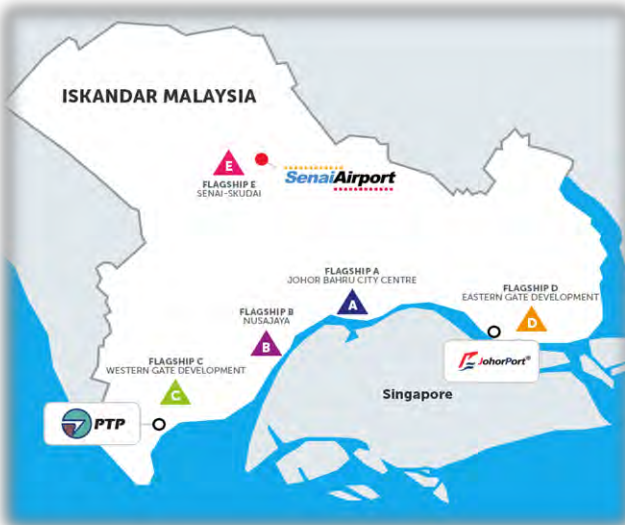 ISKANDAR MALAYSIA
E
FLAGSHIP E
SENAI-SKUDAI
SenaiAirport
FLAGSHIP A
JOHOR BAHRU CITY CENTRE
A
FLAGSHIP D
EASTERN GATE DEVELOPMENT
D
FLAGSHIP B
NUSAJAYA
B
JohorPort®
FLAGSHIP C
WESTERN GATE DEVELOPMENT
C
Singapore
PTP